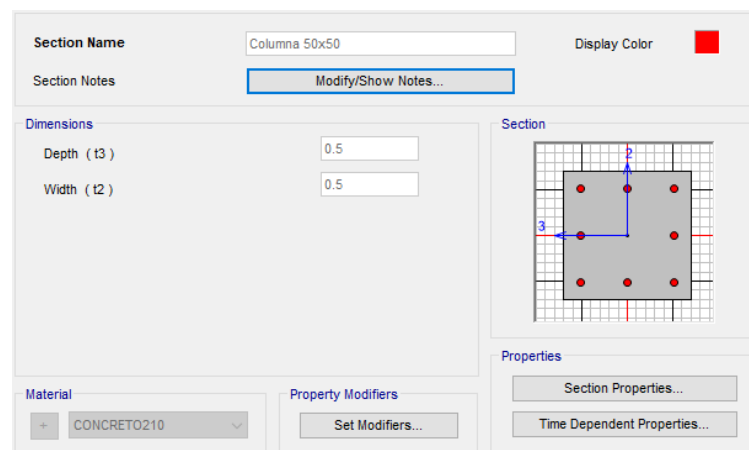 Section Name
Columna 50x50
Display Color
Section Notes
Modify/Show Notes...
Dimensions
Depth ( t3 )
0.5
Width ( t2 )
0.5
Section
2
3
Properties
Section Properties...
Time Dependent Properties...
Material
+
CONCRETO210
Property Modifiers
Set Modifiers...